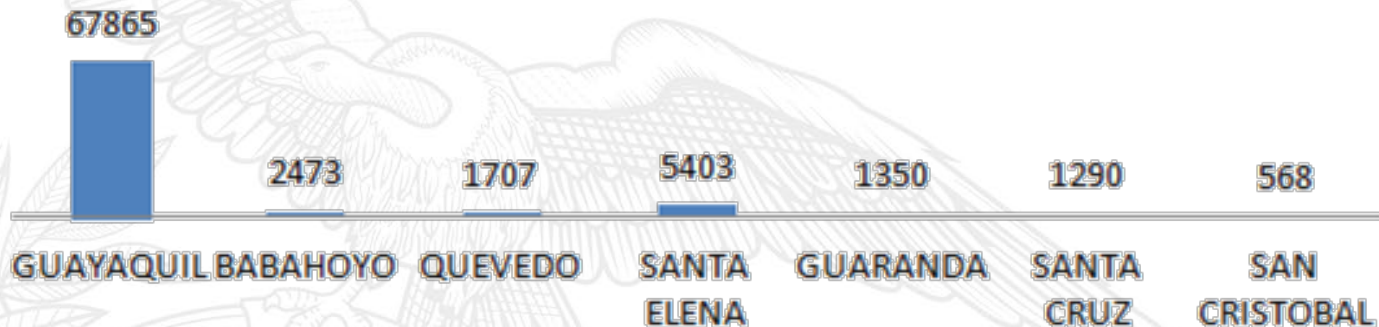 67865
2473
1707
5403
1350
1290
568
GUAYAQUIL
BABAHOYO
QUEVEDO
SANTA
ELENA
GUARANDA
SANTA
CRUZ
SAN
CRISTOBAL